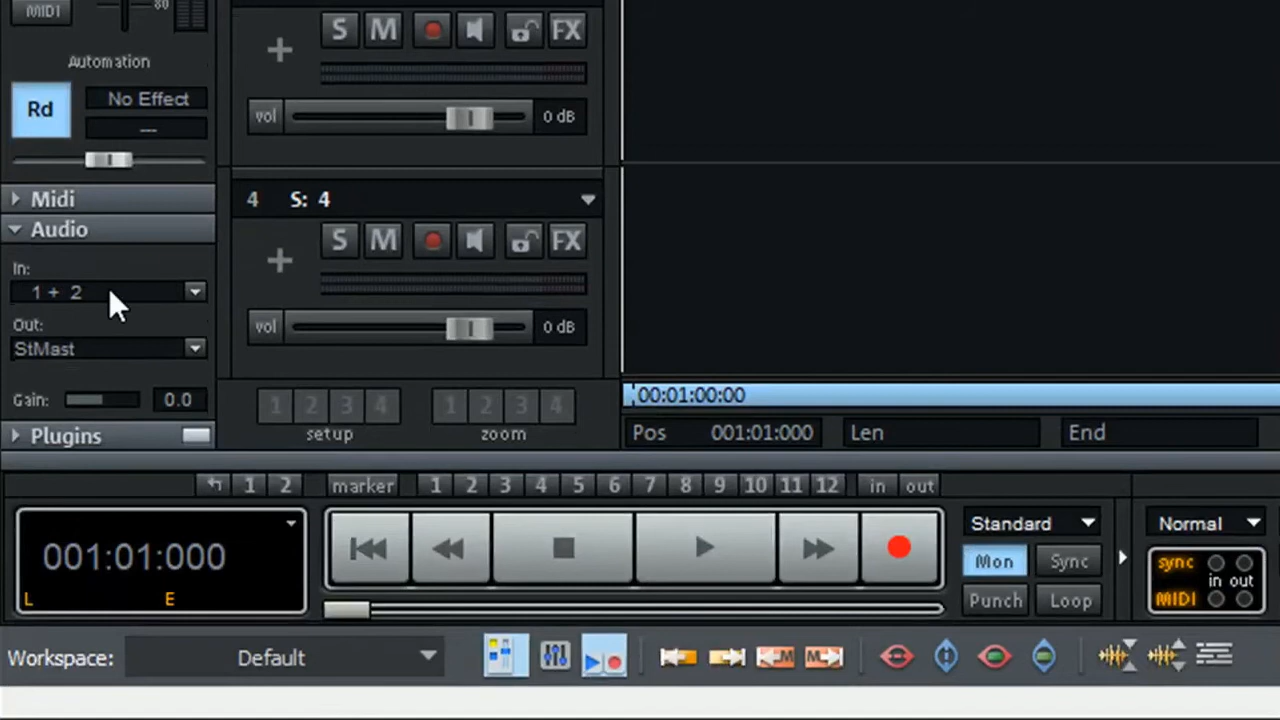 MIDI
80
S M FX
Automation
Rd
No Effect
---
vol
0 dB
Midi
4 S: 4
Audio
S M FX
In:
1 + 2
Out:
vol
0 dB
StMast
Gain:
0.0
1 2 3 4
1 2 3 4
setup
zoom
00:01:00:00
Plugins
Pos 001:01:000
Len
End
1 2
marker
1 2 3 4 5 6 7 8 9 10 11 12
in out
001:01:000
L E
Standard
Mon Sync
Punch Loop
Normal
sync
in out
MIDI
Workspace: Default
M M